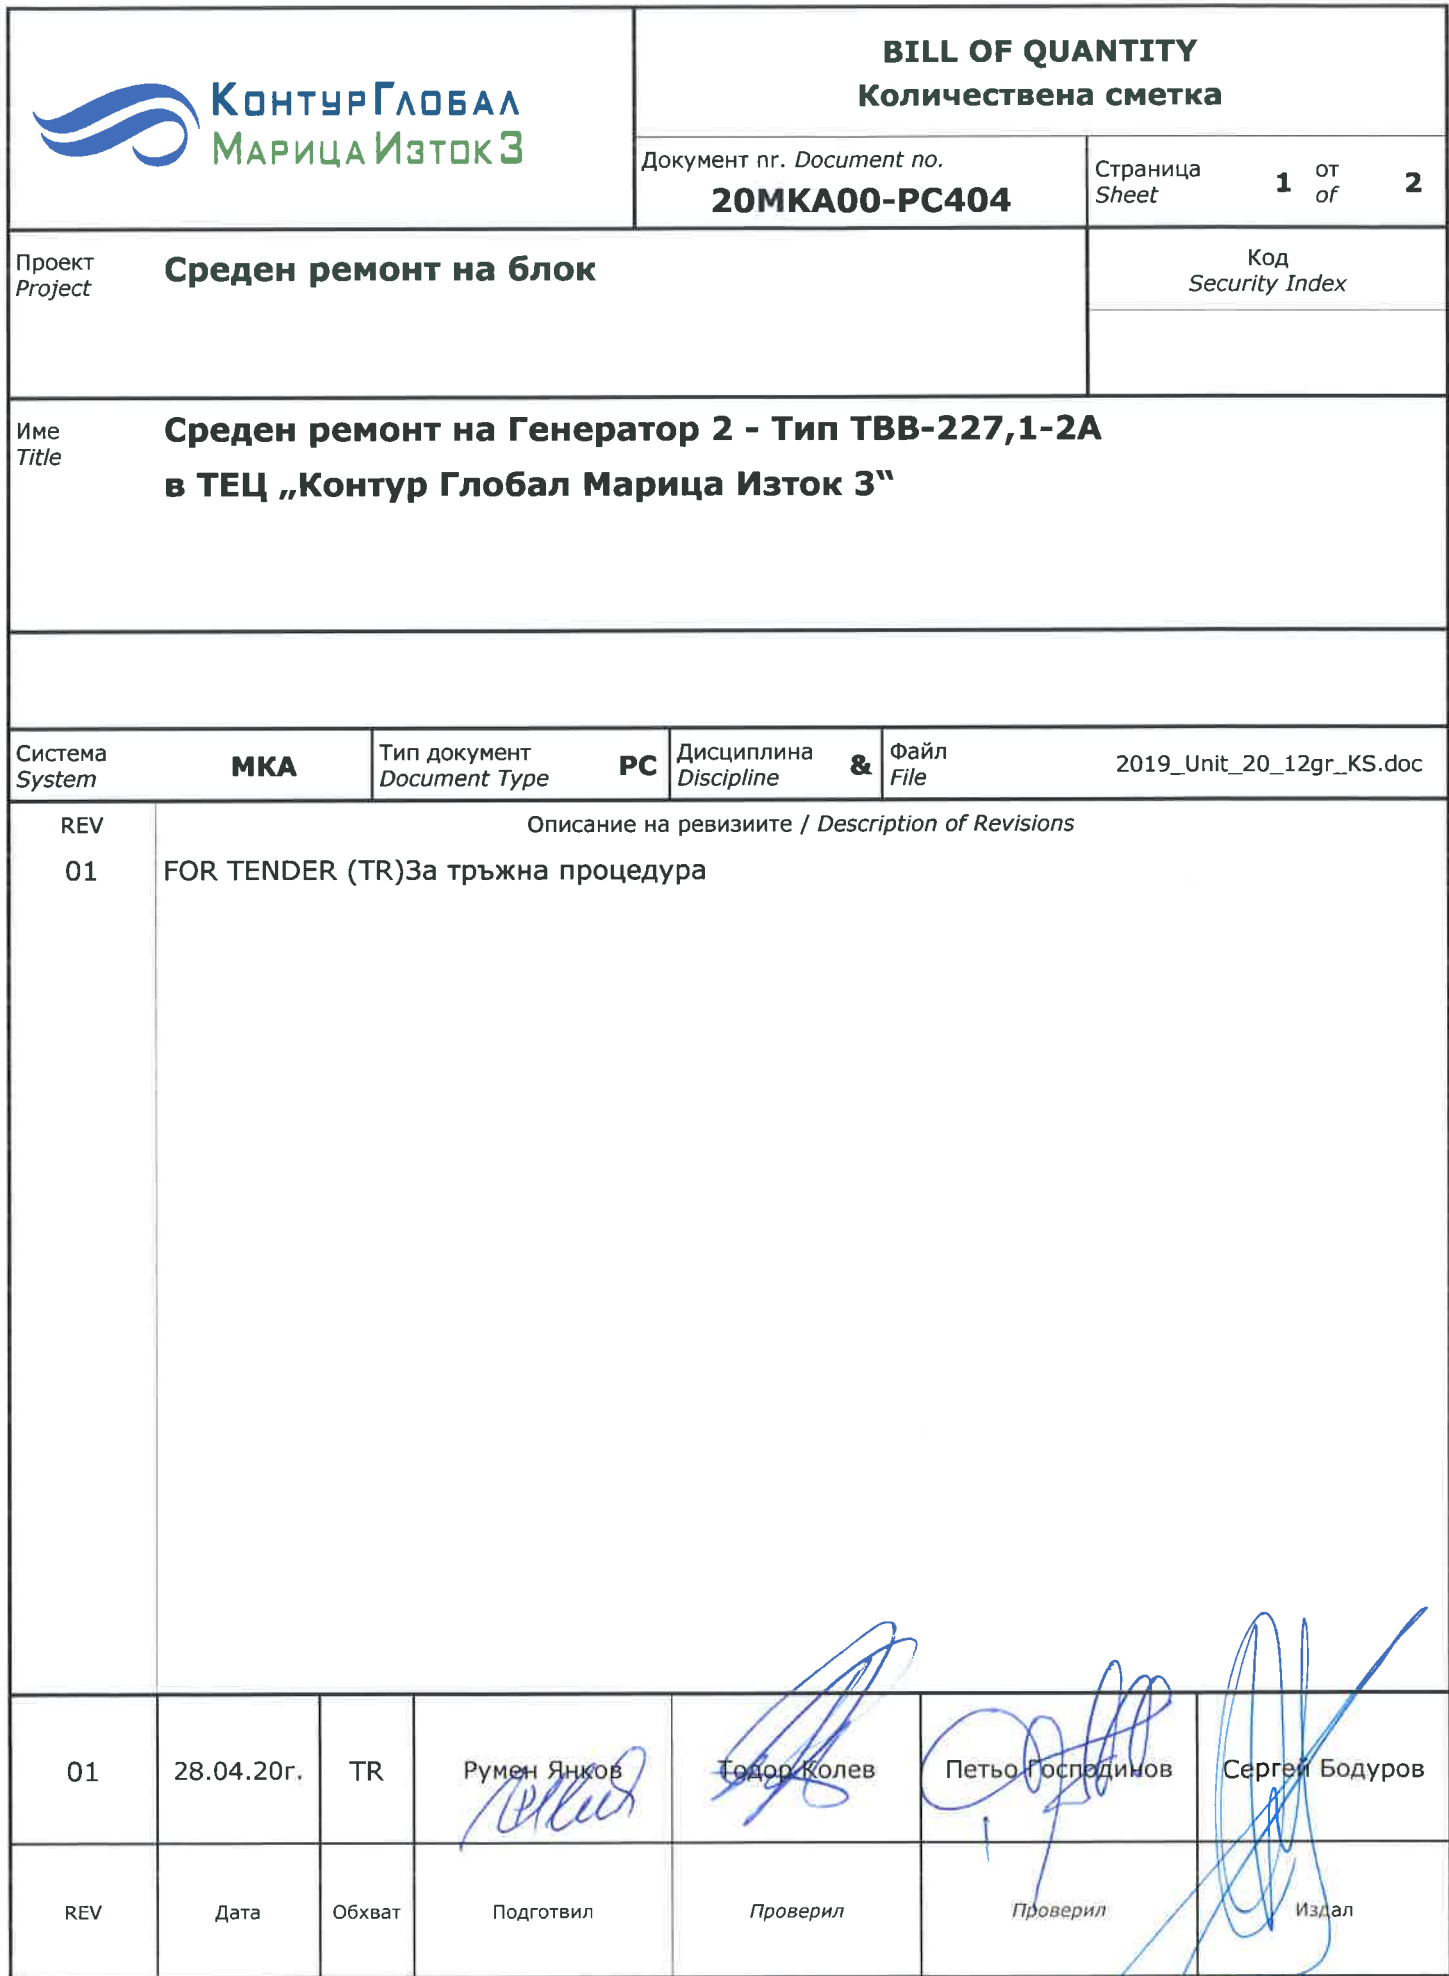 КонтурГлобал
Марица Изток 3
BILL OF QUANTITY
Количествена сметка
Документ nr. Document no.
20MKA00-PC404
Страница
Sheet
1 от
of 2
Проект
Project
Среден ремонт на блок
Код
Security Index
Име
Title
Среден ремонт на Генератор 2 - Тип ТВВ-227,1-2А
в ТЕЦ „Контур Глобал Марица Изток 3“
Система
System
МКА
Тип документ
Document Type
PC
Дисциплина
Discipline
&
Файл
File
2019_Unit_20_12gr_KS.doc
REV
Описание на ревизиите / Description of Revisions
01
FOR TENDER (TR)За тръжна процедура
01 28.04.20г. TR Румен Янков Тодор Колев Петьо Господинов Сергей Бодуров
REV Дата Обхват Подготвил Проверил Проверил Издал